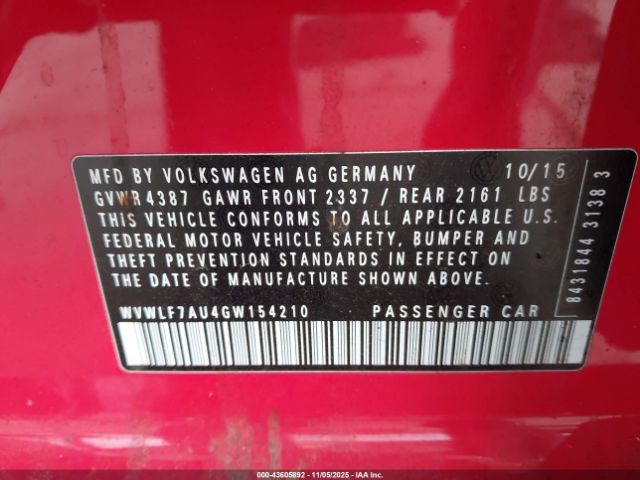 MFD BY VOLKSWAGEN AG GERMANY 10/15
GVWR 4387 GAWR FRONT 2337 / REAR 2161 LBS
THIS VEHICLE CONFORMS TO ALL APPLICABLE U.S.
FEDERAL MOTOR VEHICLE SAFETY, BUMPER AND
THEFT PREVENTION STANDARDS IN EFFECT ON
THE DATE OF MANUFACTURE SHOWN ABOVE.
WVWLF7AU4GW154210 PASSENGER CAR
8431844 3138 3
000-43605892 - 11/05/2025 - IAA Inc.